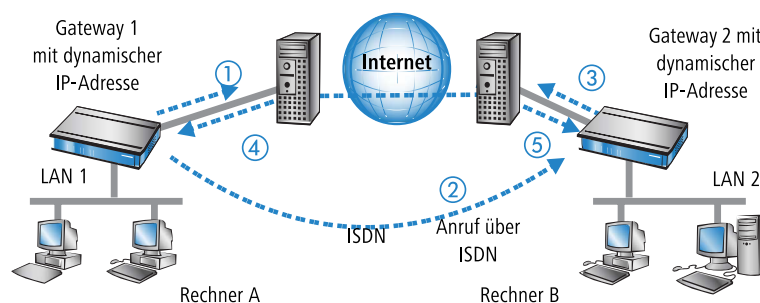 Gateway 1
mit dynamischer
IP-Adresse
①
④
LAN 1
Internet
Gateway 2 mit
dynamischer
IP-Adresse
③
⑤
LAN 2
②
ISDN
Anruf über
ISDN
Rechner A
Rechner B